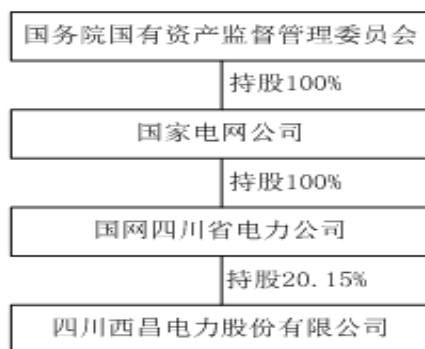 国务院国有资产监督管理委员会
持股100%
国家电网公司
持股100%
国网四川省电力公司
持股20.15%
四川西昌电力股份有限公司